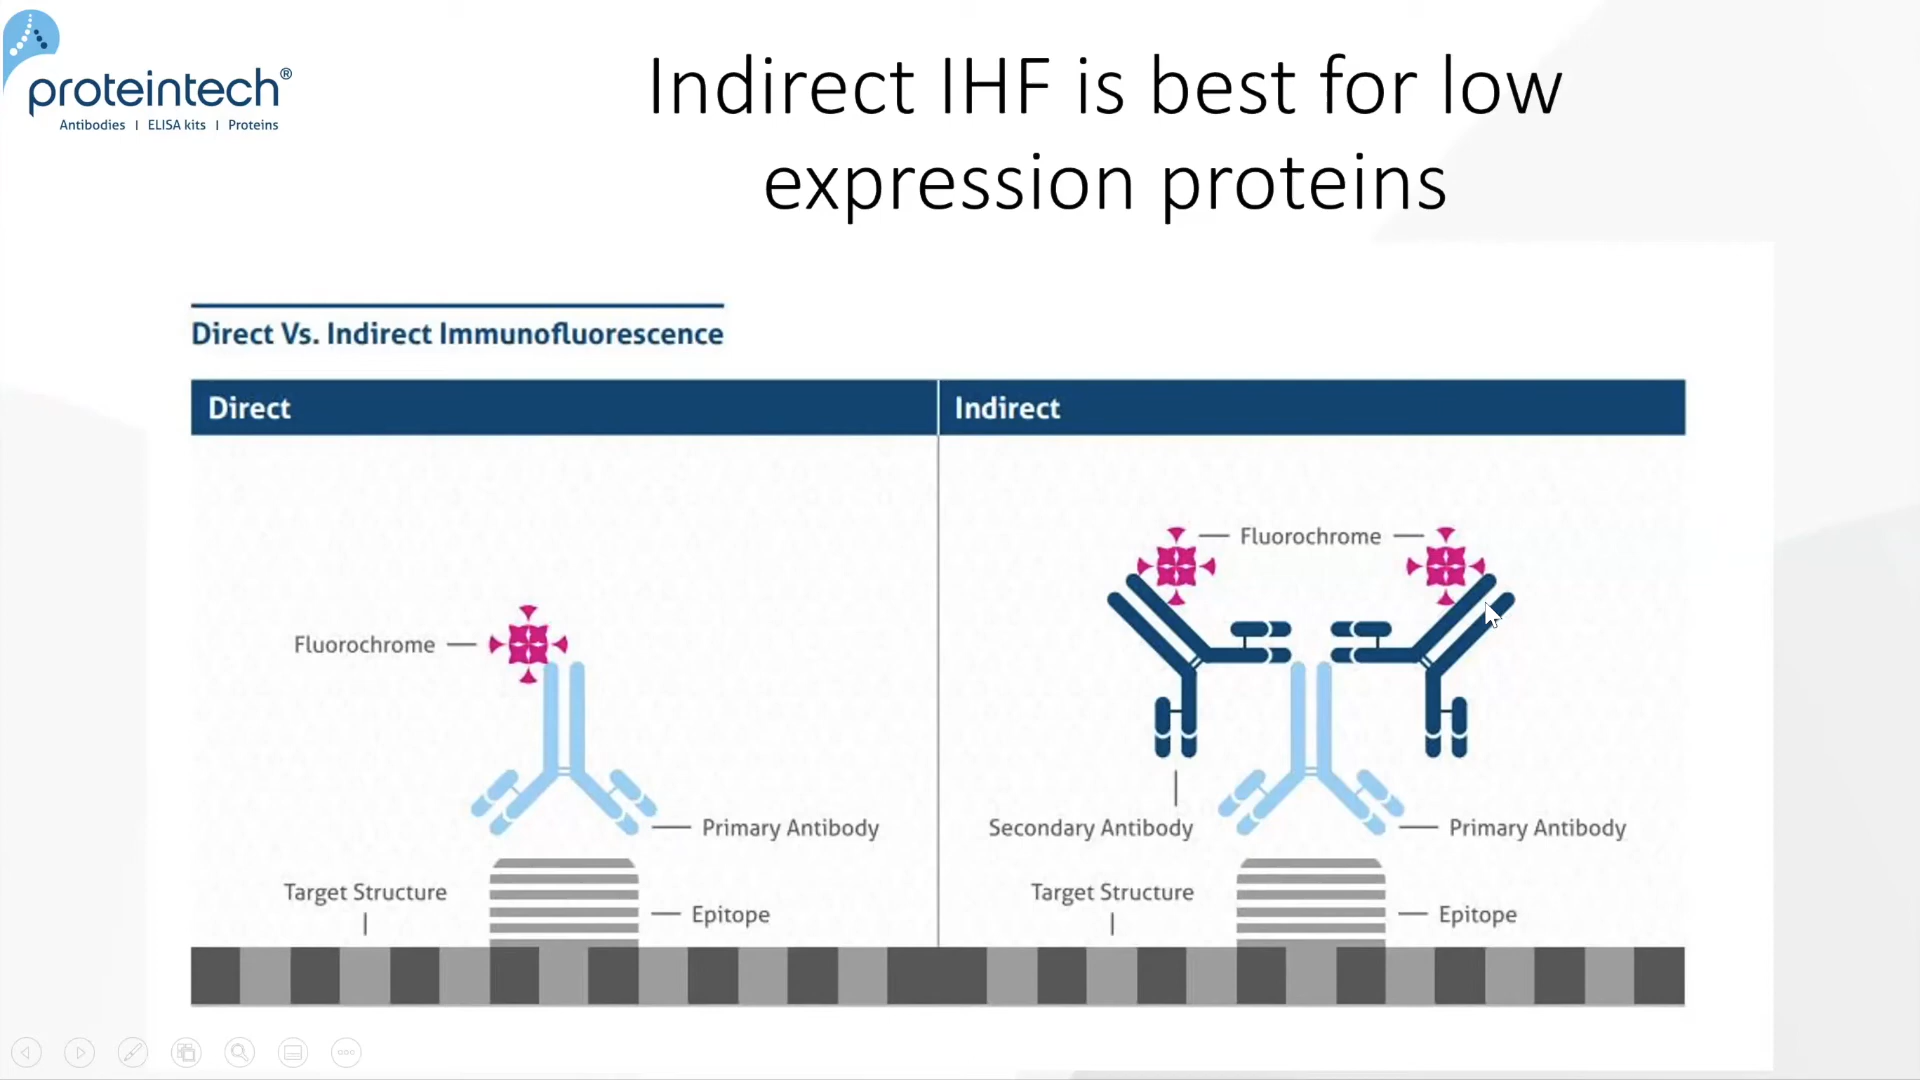 proteintech®
Antibodies | ELISA kits | Proteins
Indirect IHF is best for low
expression proteins
Direct Vs. Indirect Immunofluorescence
Direct
Indirect
Fluorochrome
Primary Antibody
Target Structure
Epitope
Fluorochrome
Secondary Antibody
Primary Antibody
Target Structure
Epitope